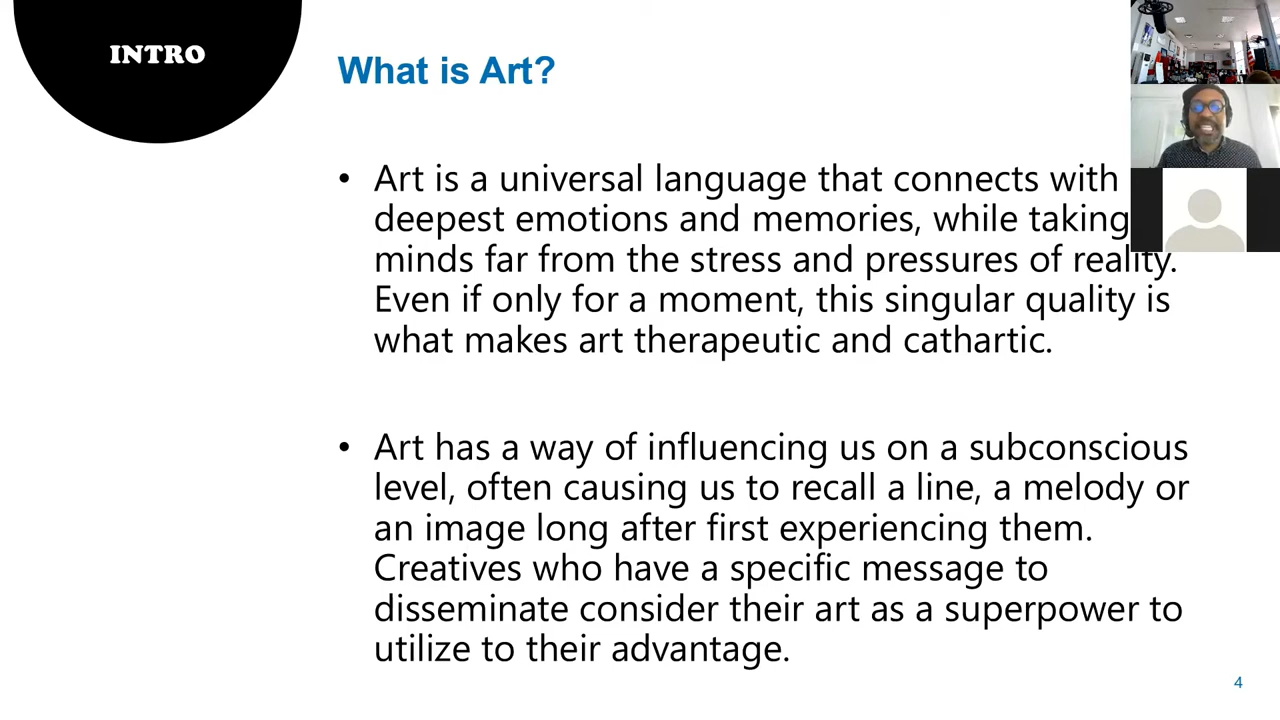 INTRO
What is Art?
• Art is a universal language that connects with
deepest emotions and memories, while taking
minds far from the stress and pressures of reality.
Even if only for a moment, this singular quality is
what makes art therapeutic and cathartic.
• Art has a way of influencing us on a subconscious
level, often causing us to recall a line, a melody or
an image long after first experiencing them.
Creatives who have a specific message to
disseminate consider their art as a superpower to
utilize to their advantage.
4